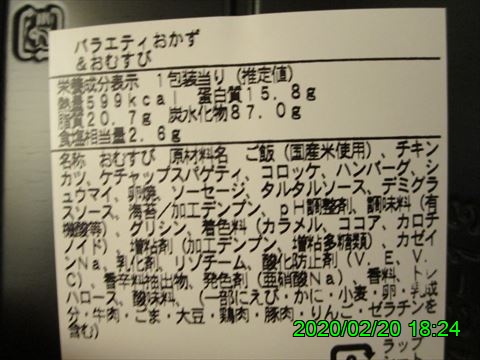 バラエティおかず
&おむすび
栄養成分表示 1包装当り(推定値)
熱量599kcal 蛋白質15.8g
脂質20.7g 炭水化物87.0g
食塩相当量2.6g
名称 おむすび 原材料名 ご飯(国産米使用)、チキン
カツ、ケチャップスパゲティ、コロッケ、ハンバーグ、シ
ュウマイ、卵焼、ソーセージ、タルタルソース、デミグラ
スソース、海苔/加工デンプン、pH調整剤、調味料(有
機酸等)、グリシン、着色料(カラメル、ココア、カロチ
ノイド)、増粘剤(加工デンプン、増粘多糖類)、カゼイ
ンNa、乳化剤、リゾチーム、酸化防止剤(V.E、V.
C)、香辛料抽出物、発色剤(亜硝酸Na)、香料、トレ
ハロース、酸味料、(一部にえび・かに・小麦・卵・乳成
分・牛肉・ごま・大豆・鶏肉・豚肉・りんご・ゼラチンを
含む)
ラップ
2020/02/20 18:24